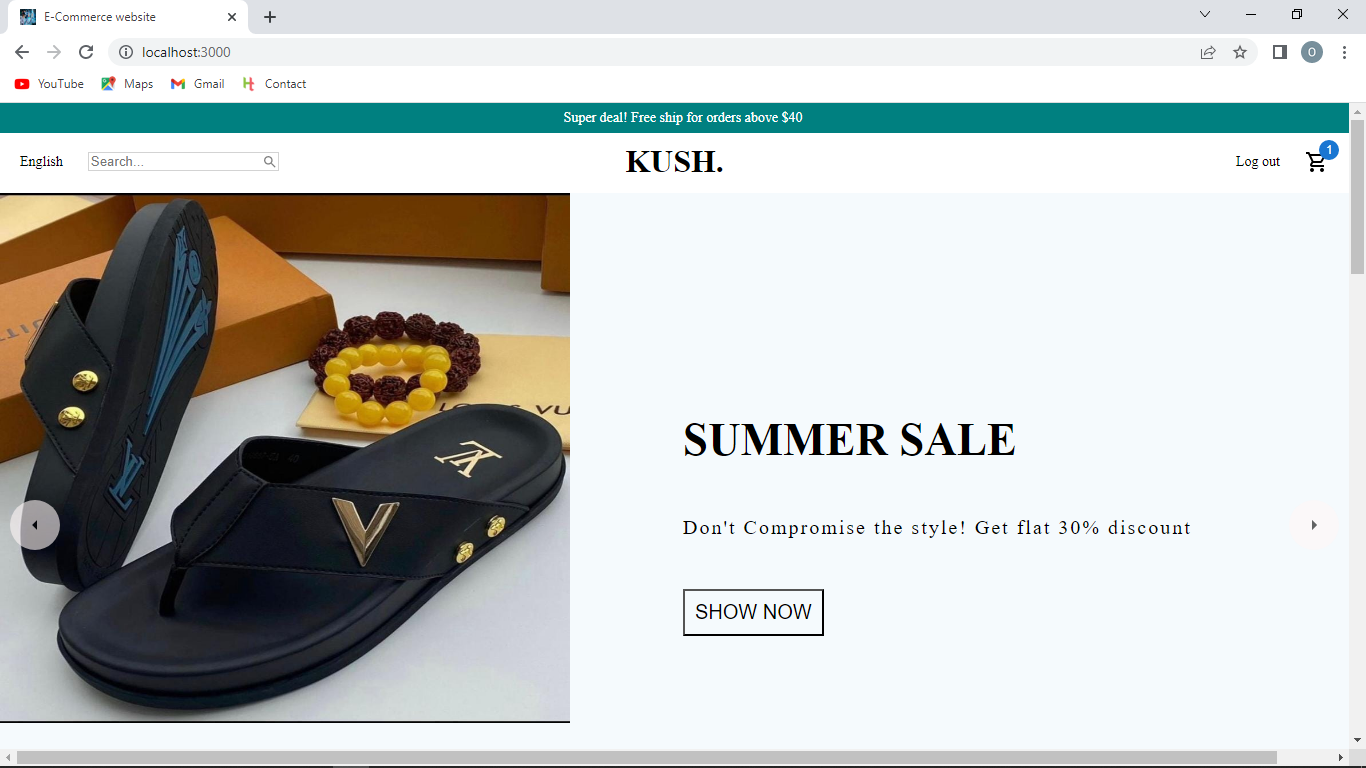 E-Commerce website
localhost:3000
O
YouTube
Maps
Gmail
Contact
Super deal! Free ship for orders above $40
English
Search...
KUSH.
Log out
1
SUMMER SALE
Don't Compromise the style! Get flat 30% discount
SHOW NOW